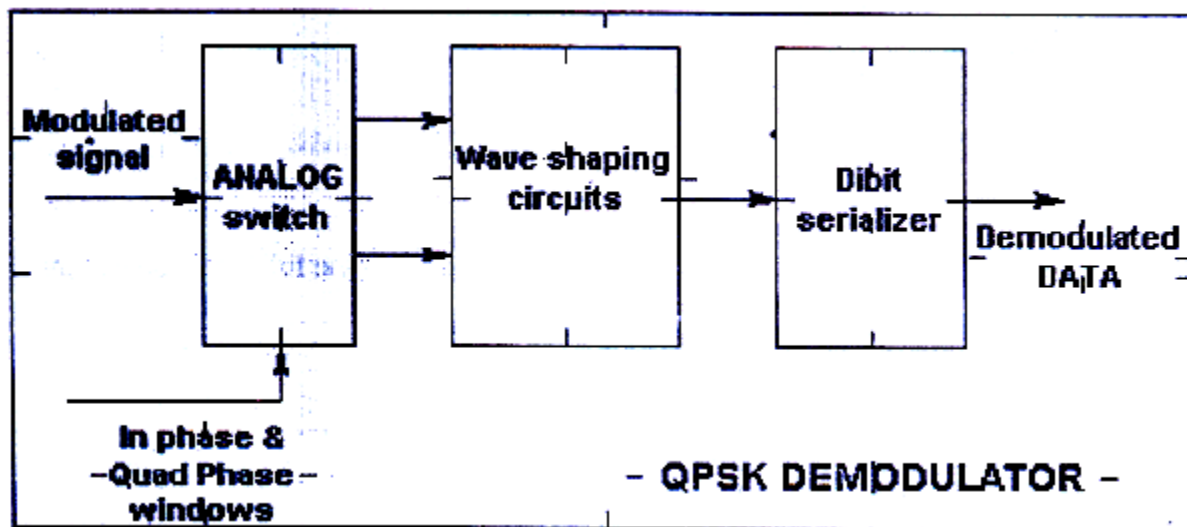 Modulated
signal
ANALOG
switch
Wave shaping
circuits
Dibit
serializer
Demodulated
DATA
In phase &
Quad Phase
windows
QPSK DEMODULATOR